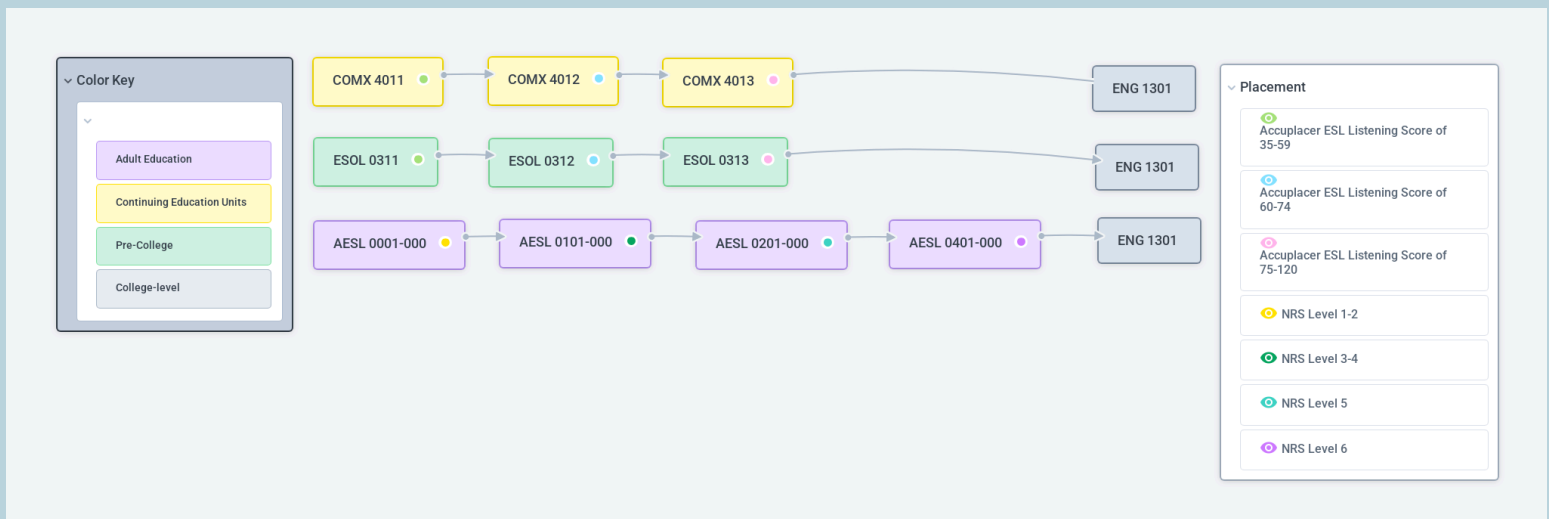 Color Key
Adult Education
Continuing Education Units
Pre-College
College-level
COMX 4011
COMX 4012
COMX 4013
ENG 1301
ESOL 0311
ESOL 0312
ESOL 0313
ENG 1301
AESL 0001-000
AESL 0101-000
AESL 0201-000
AESL 0401-000
ENG 1301
Placement
Accuplacer ESL Listening Score of
35-59
Accuplacer ESL Listening Score of
60-74
Accuplacer ESL Listening Score of
75-120
NRS Level 1-2
NRS Level 3-4
NRS Level 5
NRS Level 6